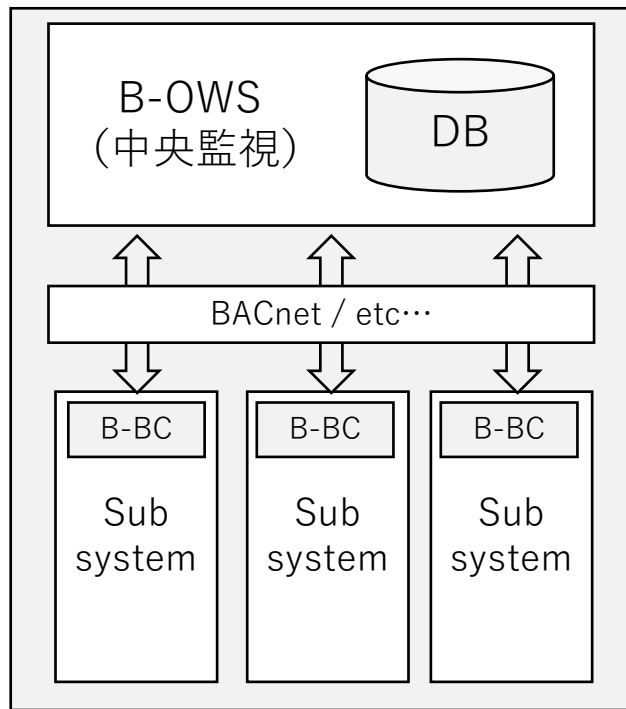 B-OWS
（中央監視）
DB
BACnet / etc…
B-BC
Sub
system
B-BC
Sub
system
B-BC
Sub
system